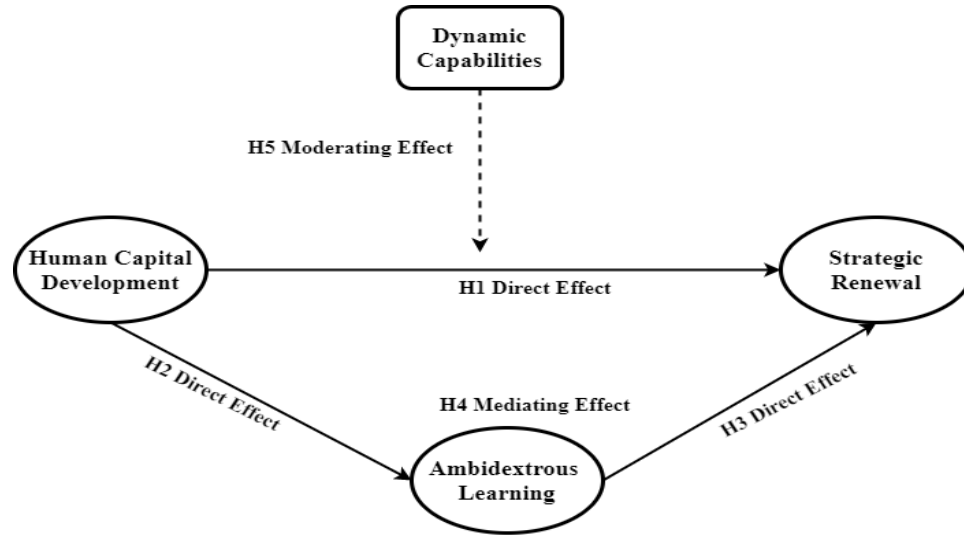 Dynamic
Capabilities
H5 Moderating Effect
Human Capital
Development
Strategic
Renewal
H1 Direct Effect
H2 Direct Effect
H4 Mediating Effect
H3 Direct Effect
Ambidextrous
Learning